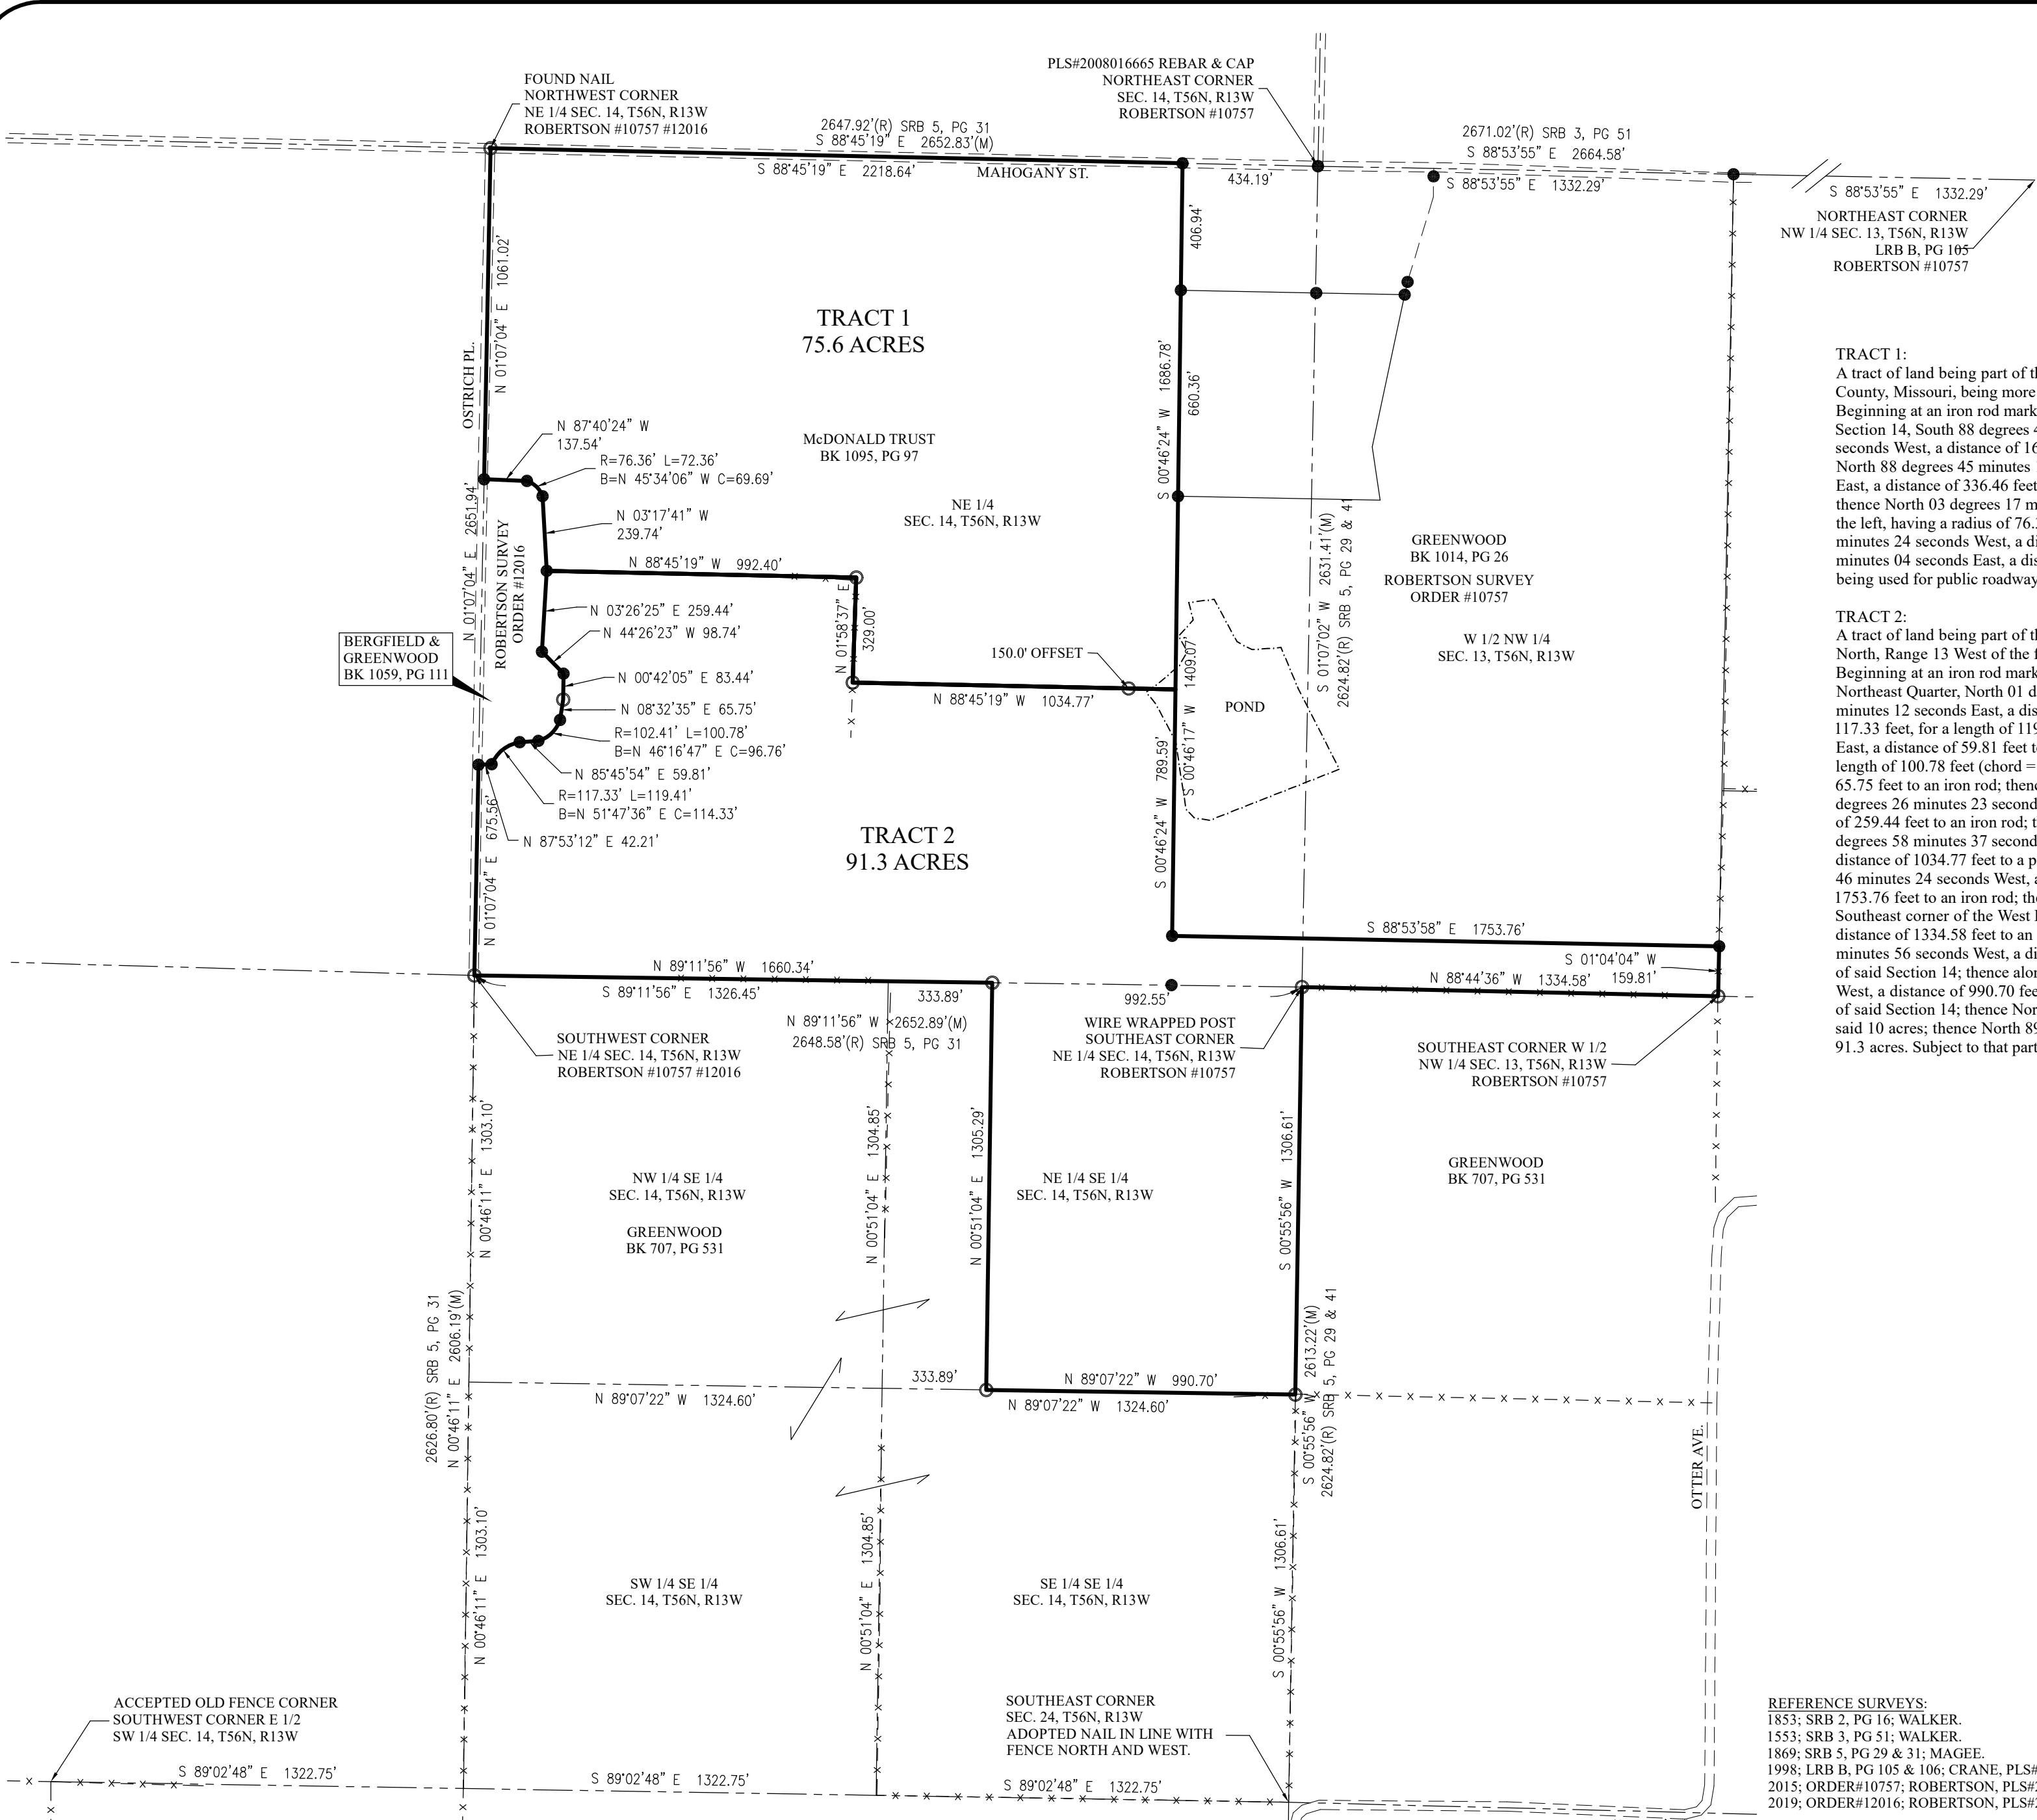 FOUND NAIL
NORTHWEST CORNER
NE 1/4 SEC. 14, T56N, R13W
ROBERTSON #10757 #12016
2647.92'(R) SRB 5, PG 31
S 88°45'19" E 2652.83'(M)
S 88°45'19" E 2218.64'
MAHOGANY ST.
PLS#2008016665 REBAR & CAP
NORTHEAST CORNER
SEC. 14, T56N, R13W
ROBERTSON #10757
434.19'
2671.02'(R) SRB 3, PG 51
S 88°53'55" E 2664.58'
S 88°53'55" E 1332.29'
S 88°53'55" E 1332.29'
NORTHEAST CORNER
NW 1/4 SEC. 13, T56N, R13W
LRB B, PG 105
ROBERTSON #10757
N 01°07'04" E 1061.02'
OSTRICH PL.
406.94'
S 00°46'24" W 1686.78'
660.36'
TRACT 1
75.6 ACRES
McDONALD TRUST
BK 1095, PG 97
NE 1/4
SEC. 14, T56N, R13W
N 87°40'24" W
137.54'
R=76.36' L=72.36'
B=N 45°34'06" W C=69.69'
N 03°17'41" W
239.74'
N 88°45'19" W 992.40'
N 01°07'04" E 2651.94'
ROBERTSON SURVEY
ORDER #12016
N 03°26'25" E 259.44'
N 44°26'23" W 98.74'
N 01°58'37" E
329.00'
150.0' OFFSET
N 88°45'19" W 1034.77'
BERGFIELD &
GREENWOOD
BK 1059, PG 111
N 00°42'05" E 83.44'
N 08°32'35" E 65.75'
R=102.41' L=100.78'
B=N 46°16'47" E C=96.76'
N 85°45'54" E 59.81'
R=117.33' L=119.41'
B=N 51°47'36" E C=114.33'
N 87°53'12" E 42.21'
N 01°07'04" E 675.56'
TRACT 2
91.3 ACRES
S 00°46'24" W 789.59'
S 00°46'17" W 1409.07'
POND
S 01°07'02" W 2631.41'(M)
2624.82'(R) SRB 5, PG 29 & 41
GREENWOOD
BK 1014, PG 26
ROBERTSON SURVEY
ORDER #10757
W 1/2 NW 1/4
SEC. 13, T56N, R13W
S 88°53'58" E 1753.76'
S 01°04'04" W
159.81'
N 88°44'36" W 1334.58'
N 89°11'56" W 1660.34'
S 89°11'56" E 1326.45'
333.89'
992.55'
N 89°11'56" W 2652.89'(M)
2648.58'(R) SRB 5, PG 31
SOUTHWEST CORNER
NE 1/4 SEC. 14, T56N, R13W
ROBERTSON #10757 #12016
WIRE WRAPPED POST
SOUTHEAST CORNER
NE 1/4 SEC. 14, T56N, R13W
ROBERTSON #10757
SOUTHEAST CORNER W 1/2
NW 1/4 SEC. 13, T56N, R13W
ROBERTSON #10757
N 00°46'11" E 1303.10'
NW 1/4 SE 1/4
SEC. 14, T56N, R13W
GREENWOOD
BK 707, PG 531
N 00°51'04" E 1304.85'
N 00°51'04" E 1305.29'
NE 1/4 SE 1/4
SEC. 14, T56N, R13W
S 00°55'56" W 1306.61'
GREENWOOD
BK 707, PG 531
2626.80'(R) SRB 5, PG 31
N 00°46'11" E 2606.19'(M)
N 89°07'22" W 1324.60'
333.89'
N 89°07'22" W 990.70'
N 89°07'22" W 1324.60'
S 00°55'56" W 2613.22'(M)
2624.82'(R) SRB 5, PG 29 & 41
OTTER AVE.
N 00°46'11" E 1303.10'
SW 1/4 SE 1/4
SEC. 14, T56N, R13W
N 00°51'04" E 1304.85'
SE 1/4 SE 1/4
SEC. 14, T56N, R13W
S 00°55'56" W 1306.61'
ACCEPTED OLD FENCE CORNER
SOUTHWEST CORNER E 1/2
SW 1/4 SEC. 14, T56N, R13W
S 89°02'48" E 1322.75'
S 89°02'48" E 1322.75'
S 89°02'48" E 1322.75'
SOUTHEAST CORNER
SEC. 24, T56N, R13W
ADOPTED NAIL IN LINE WITH
FENCE NORTH AND WEST.
TRACT 1:
A tract of land being part of
County, Missouri, being more
Beginning at an iron rod mark
Section 14, South 88 degrees
seconds West, a distance of
North 88 degrees 45 minutes
East, a distance of 336.46 feet
thence North 03 degrees 17
the left, having a radius of
minutes 24 seconds West, a
minutes 04 seconds East, a
being used for public roadway
TRACT 2:
A tract of land being part of
North, Range 13 West of the
Beginning at an iron rod mark
Northeast Quarter, North 01
minutes 12 seconds East, a
117.33 feet, for a length of
East, a distance of 59.81 feet
length of 100.78 feet (chord =
65.75 feet to an iron rod;
degrees 26 minutes 23
of 259.44 feet to an iron rod;
degrees 58 minutes 37
distance of 1034.77 feet to a
46 minutes 24 seconds West,
1753.76 feet to an iron rod;
Southeast corner of the West
distance of 1334.58 feet to an
minutes 56 seconds West, a
of said Section 14; thence
West, a distance of 990.70
of said Section 14; thence
said 10 acres; thence North
91.3 acres. Subject to that part
REFERENCE SURVEYS:
1853; SRB 2, PG 16; WALKER.
1553; SRB 3, PG 51; WALKER.
1869; SRB 5, PG 29 & 31; MAGEE.
1998; LRB B, PG 105 & 106; CRANE, PLS#
2015; ORDER#10757; ROBERTSON, PLS#
2019; ORDER#12016; ROBERTSON, PLS#